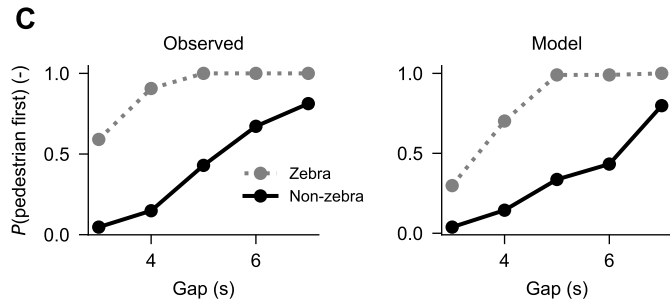 C
Observed
Model
P(pedestrian first) (-)
1.0
0.5
0.0
4
6
Gap (s)
Zebra
Non-zebra
1.0
0.5
0.0
4
6
Gap (s)